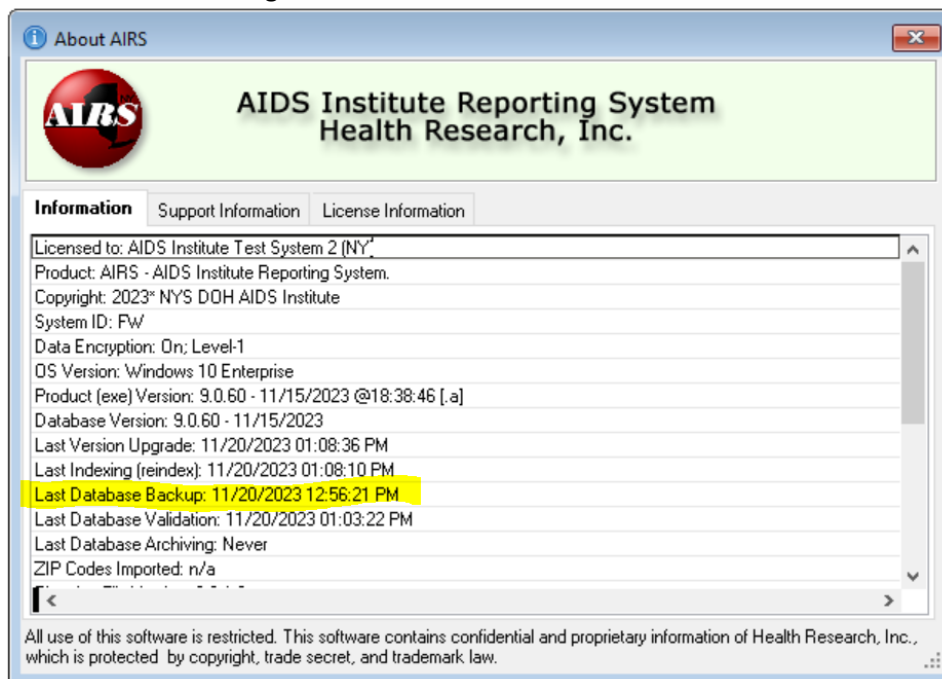 About AIRS
AIRS
AIDS Institute Reporting System
Health Research, Inc.
Information Support Information License Information
Licensed to: AIDS Institute Test System 2 (NY
Product: AIRS - AIDS Institute Reporting System.
Copyright: 2023* NYS DOH AIDS Institute
System ID: FW
Data Encryption: On; Level-1
OS Version: Windows 10 Enterprise
Product (exe) Version: 9.0.60 - 11/15/2023 @18:38:46 [.a]
Database Version: 9.0.60 - 11/15/2023
Last Version Upgrade: 11/20/2023 01:08:36 PM
Last Indexing (reindex): 11/20/2023 01:08:10 PM
Last Database Backup: 11/20/2023 12:56:21 PM
Last Database Validation: 11/20/2023 01:03:22 PM
Last Database Archiving: Never
ZIP Codes Imported: n/a
All use of this software is restricted. This software contains confidential and proprietary information of Health Research, Inc.,
which is protected by copyright, trade secret, and trademark law.